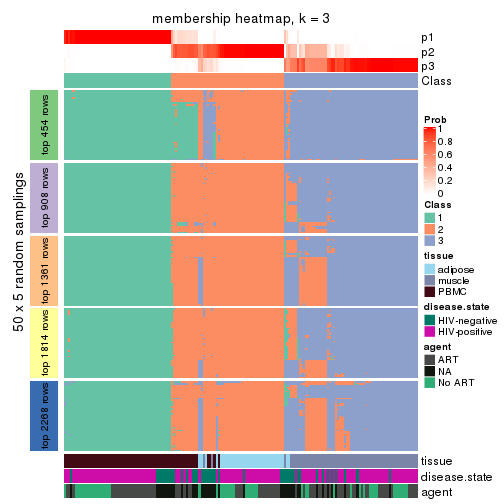 membership heatmap, k = 3
p1
p2
p3
Class
50 x 5 random samplings
top 454 rows
top 908 rows
top 1361 rows
top 1814 rows
top 2268 rows
Prob
1
0.8
0.6
0.4
0.2
0
Class
1
2
3
tissue
adipose
muscle
PBMC
disease.state
HIV-negative
HIV-positive
agent
ART
NA
No ART
tissue
disease.state
agent